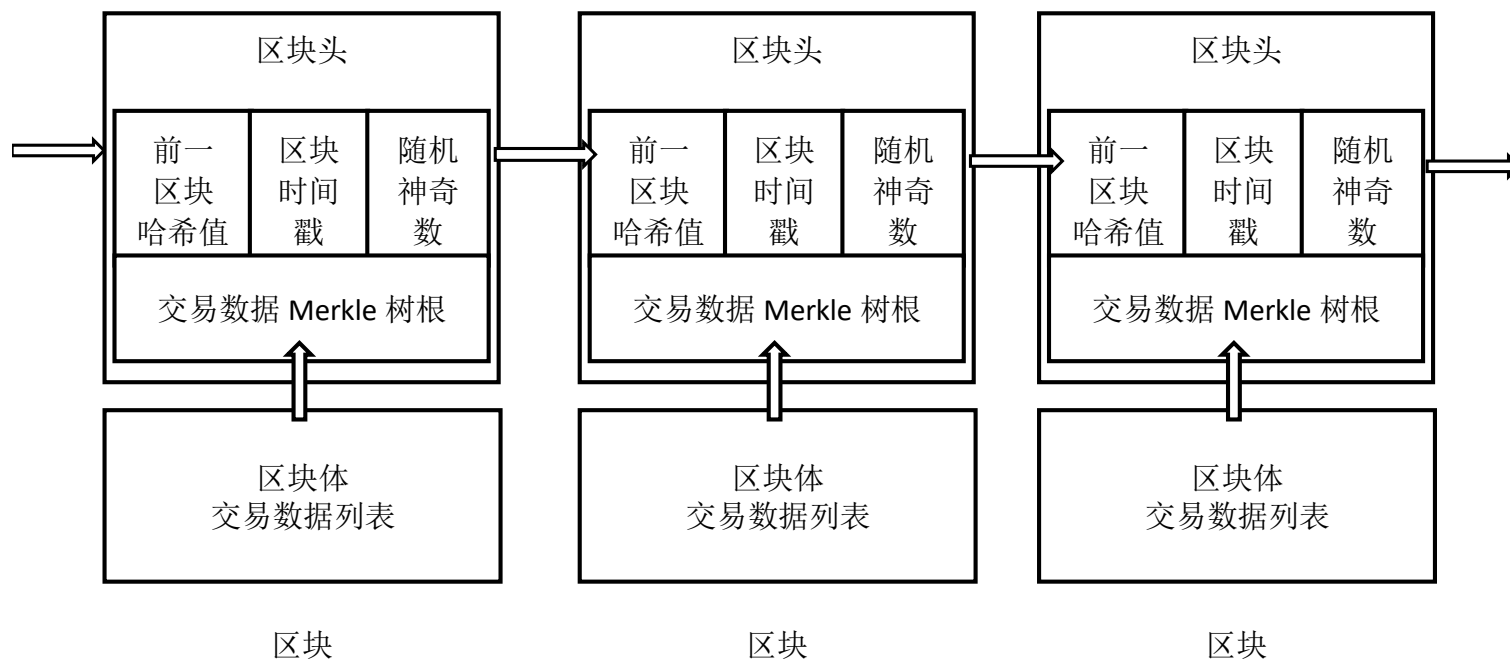 区块头
前一
区块
哈希值
区块
时间
戳
随机
神奇
数
交易数据 Merkle 树根
区块体
交易数据列表
区块
区块头
前一
区块
哈希值
区块
时间
戳
随机
神奇
数
交易数据 Merkle 树根
区块体
交易数据列表
区块
区块头
前一
区块
哈希值
区块
时间
戳
随机
神奇
数
交易数据 Merkle 树根
区块体
交易数据列表
区块